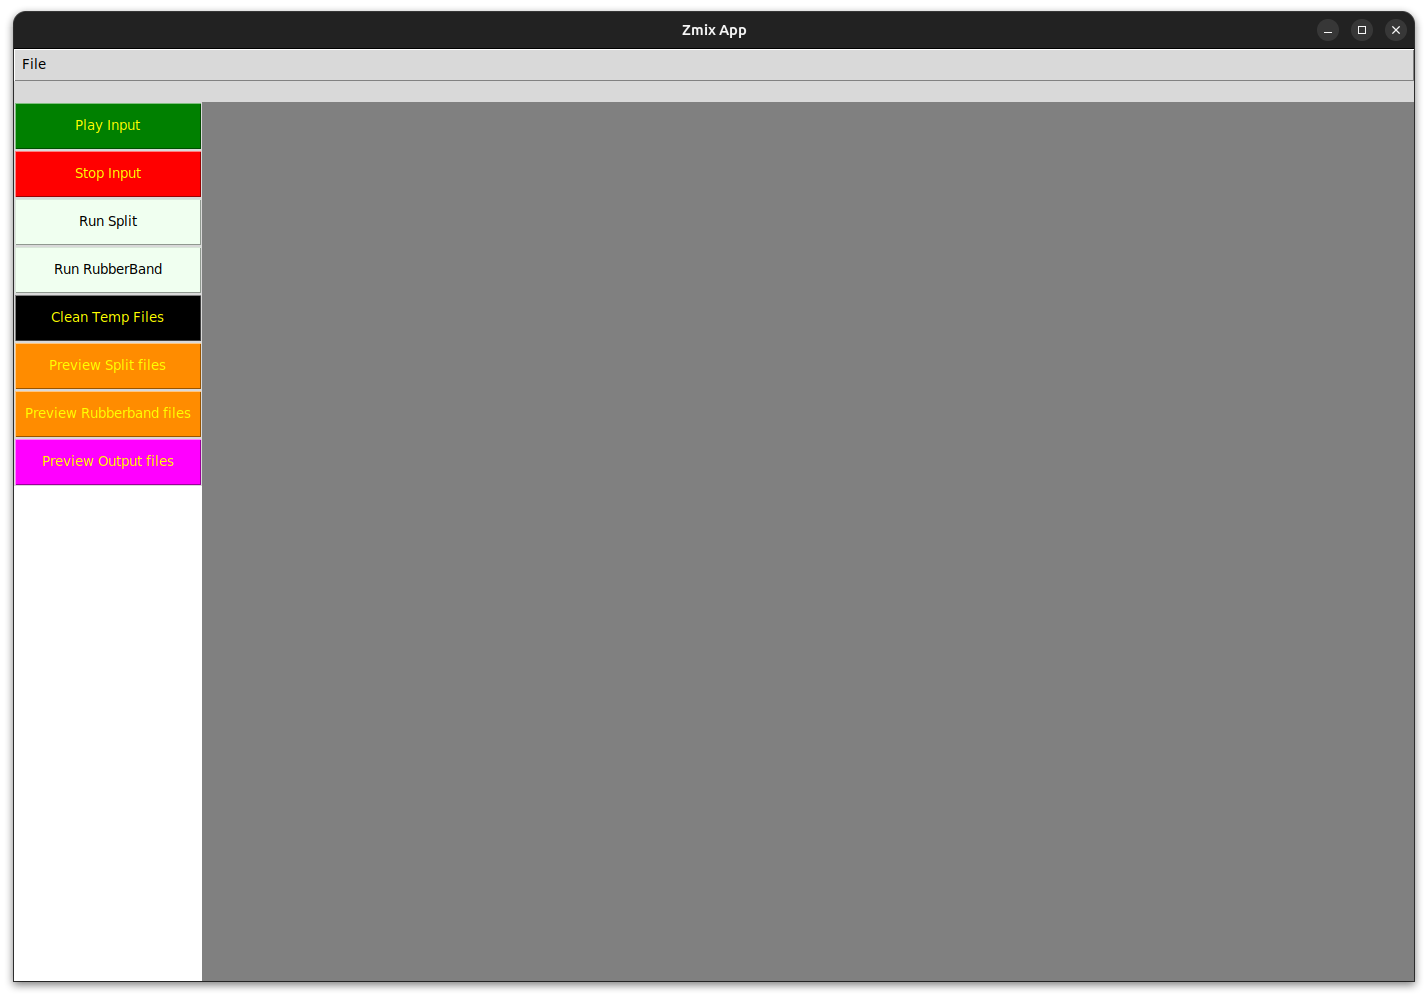 Zmix App
File
Play Input
Stop Input
Run Split
Run RubberBand
Clean Temp Files
Preview Split files
Preview Rubberband files
Preview Output files